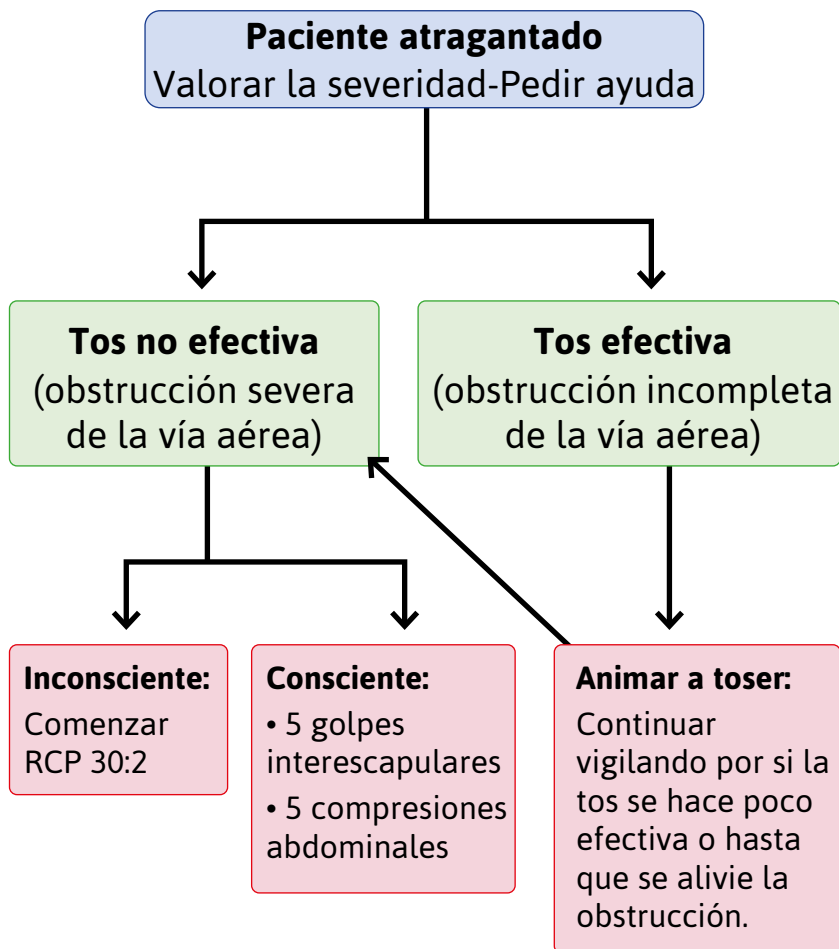 Paciente atragantado
Valorar la severidad-Pedir ayuda
Tos no efectiva
(obstrucción severa
de la vía aérea)
Tos efectiva
(obstrucción incompleta
de la vía aérea)
Inconsciente:
Comenzar
RCP 30:2
Consciente:
• 5 golpes
interescapulares
• 5 compresiones
abdominales
Animar a toser:
Continuar
vigilando por si la
tos se hace poco
efectiva o hasta
que se alivie la
obstrucción.